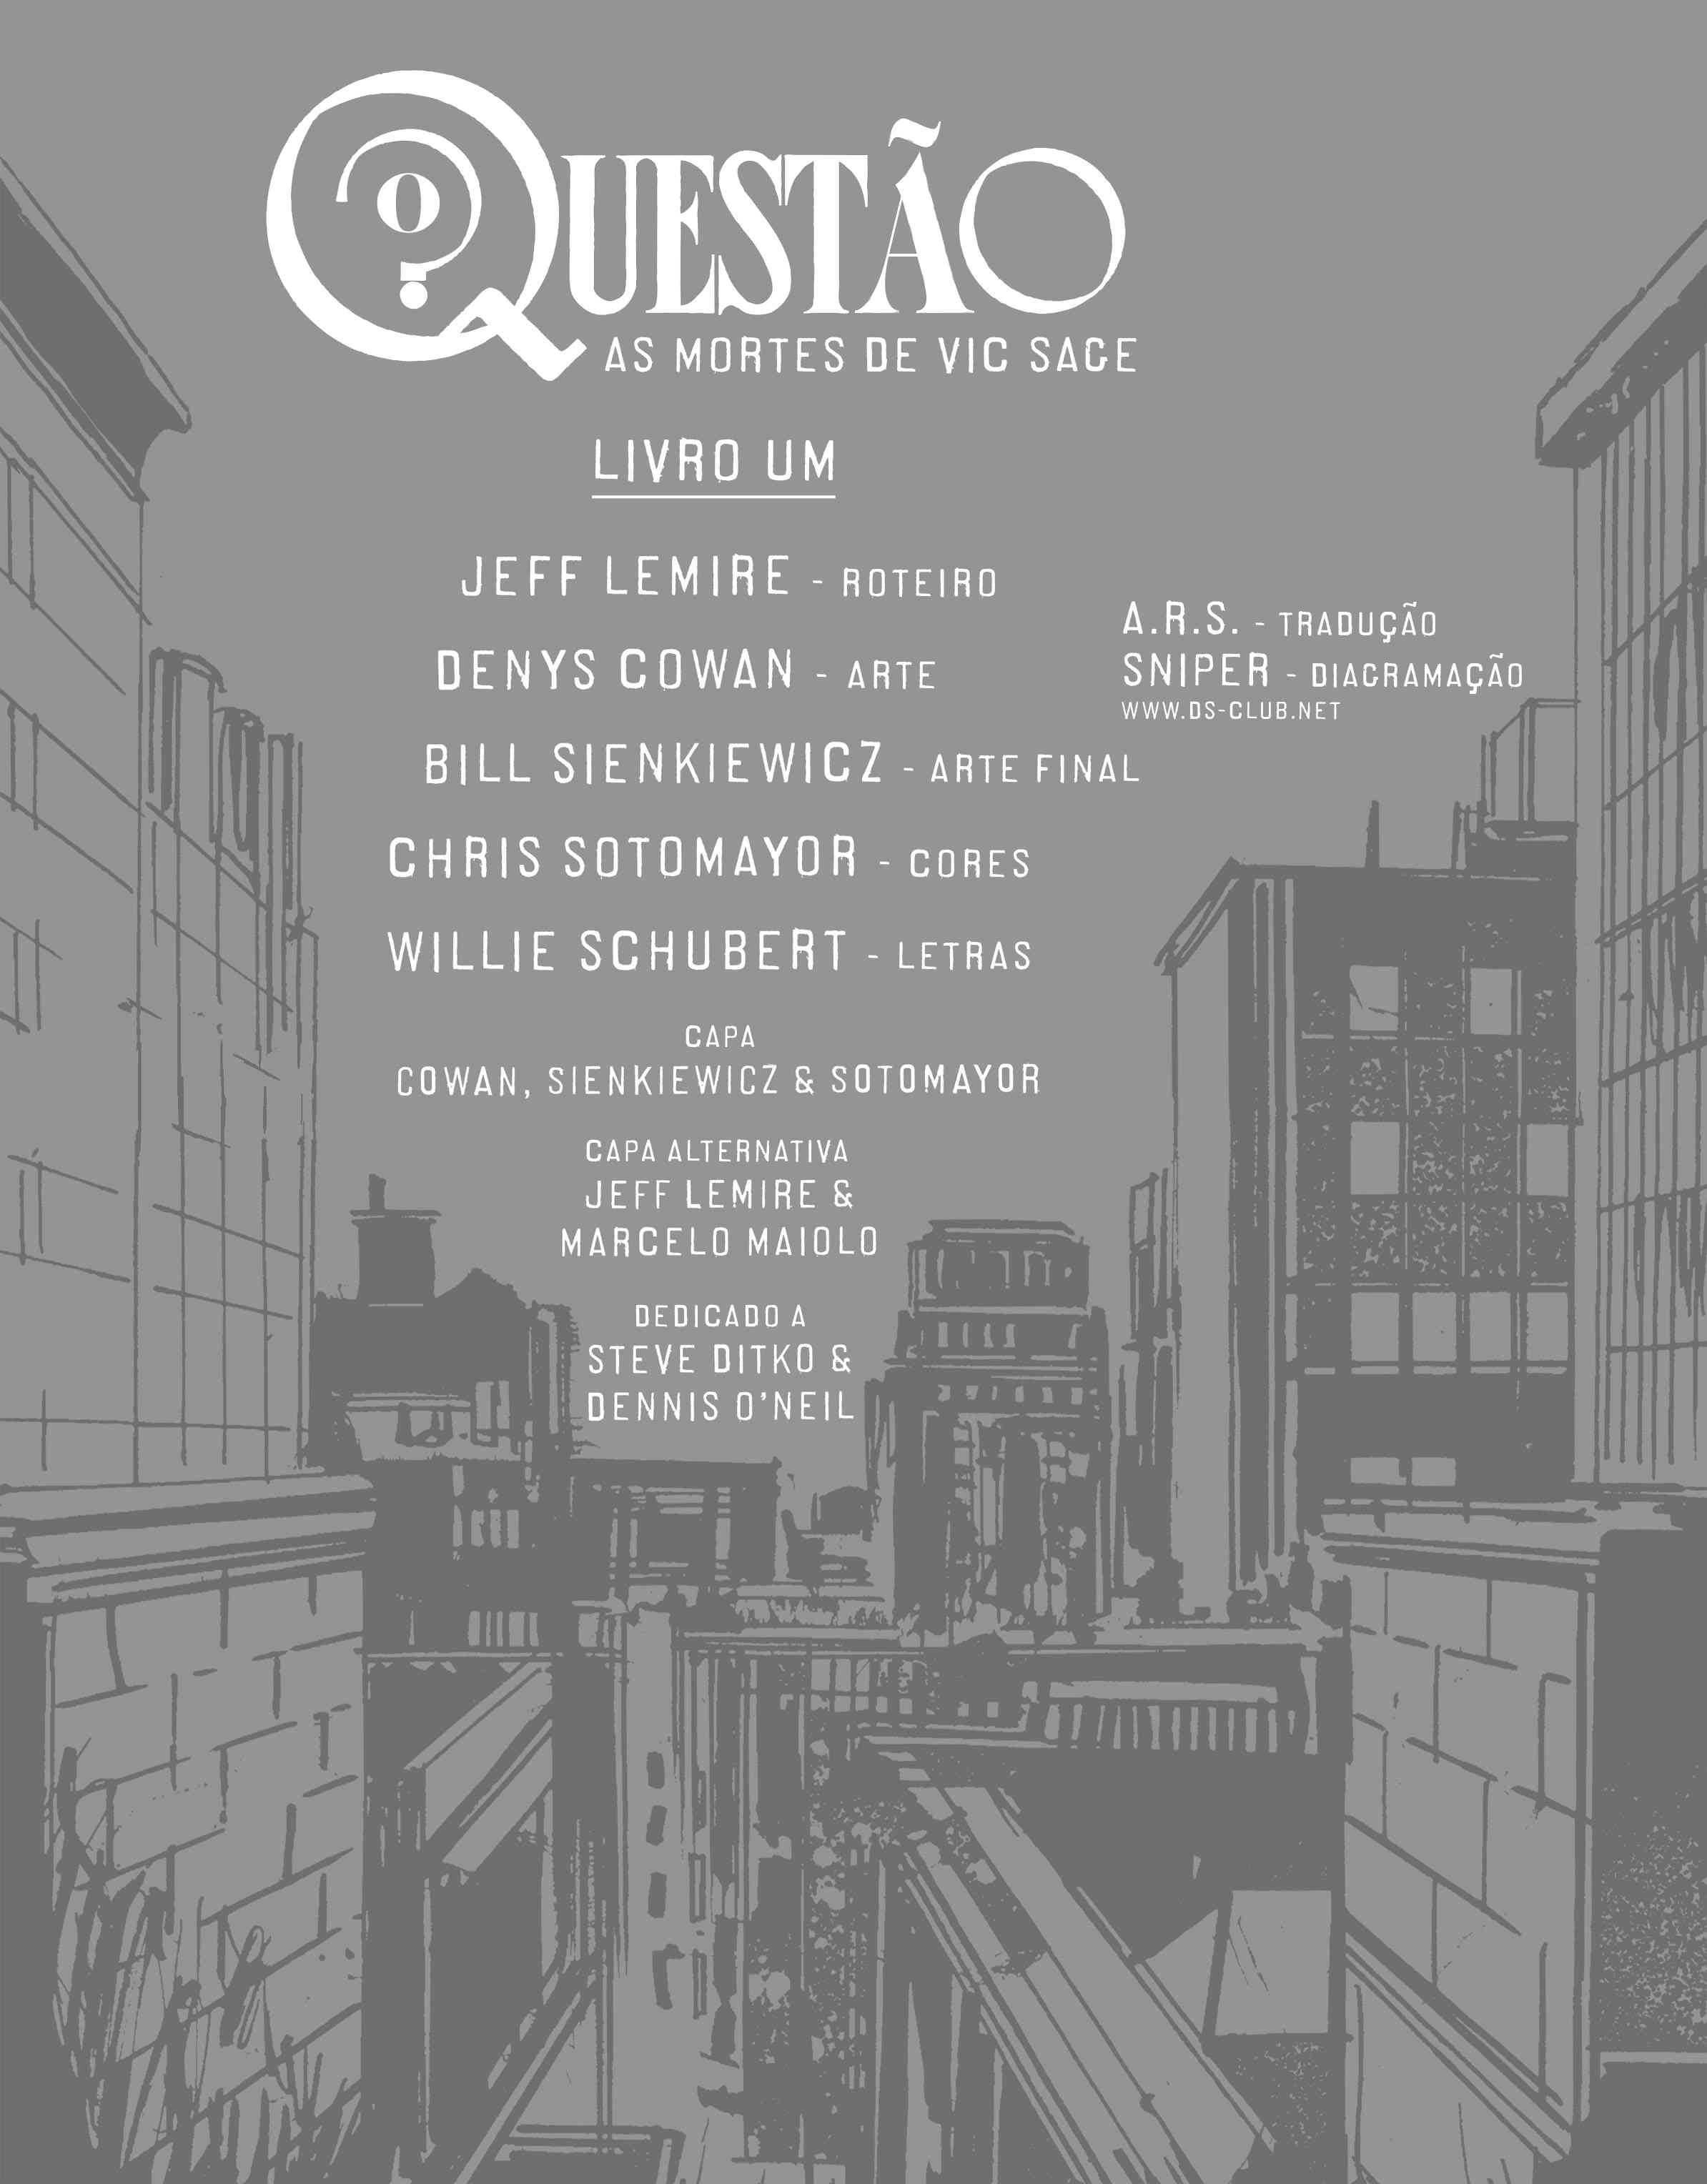 O QUESTÃO
AS MORTES DE VIC SAGE
LIVRO UM
JEFF LEMIRE - ROTEIRO
DENYS COWAN - ARTE
BILL SIENKIEWICZ - ARTE FINAL
CHRIS SOTOMAYOR - CORES
WILLIE SCHUBERT - LETRAS
A.R.S. - TRADUÇÃO
SNIPER - DIAGRAMAÇÃO
WWW.DS-CLUB.NET
CAPA
COWAN, SIENKIEWICZ & SOTOMAYOR
CAPA ALTERNATIVA
JEFF LEMIRE &
MARCELO MAIOLO
DEDICADO A
STEVE DITKO &
DENNIS O'NEIL